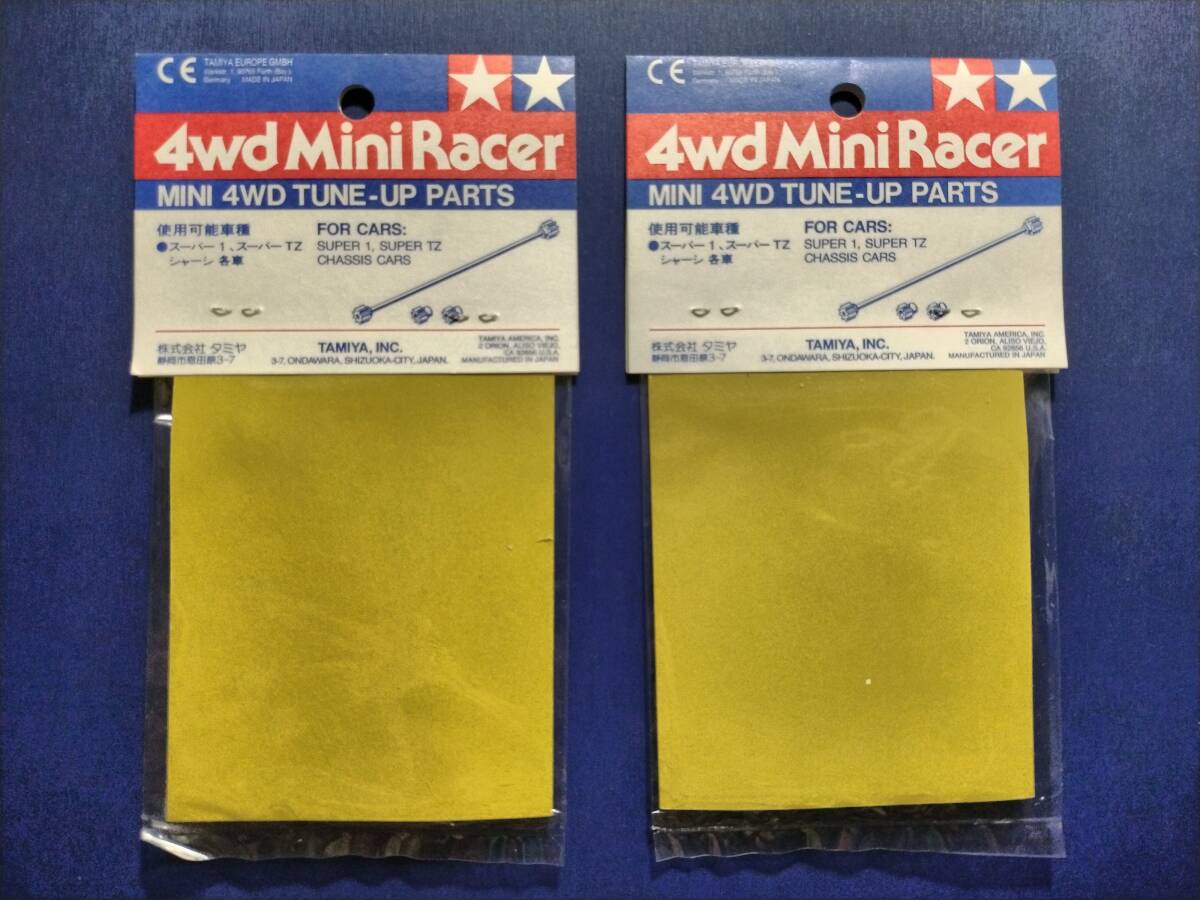 CE TAMIYA EUROPE GMBH
Germany MADE IN JAPAN
4wd Mini Racer
MINI 4WD TUNE-UP PARTS
使用可能車種
●スーパー1、スーパーTZ
シャーシ 各車
FOR CARS:
SUPER 1, SUPER TZ
CHASSIS CARS
株式会社 タミヤ
静岡市恩田原3-7
TAMIYA, INC.
3-7, ONDAWARA, SHIZUOKA-CITY, JAPAN.
TAMIYA AMERICA, INC.
2 ORION, ALISO VIEJO,
CA 92656 U.S.A.
MANUFACTURED IN JAPAN
CE
Germany MADE IN JAPAN
4wd Mini Racer
MINI 4WD TUNE-UP PARTS
使用可能車種
●スーパー1、スーパーTZ
シャーシ 各車
FOR CARS:
SUPER 1, SUPER TZ
CHASSIS CARS
株式会社 タミヤ
静岡市恩田原3-7
TAMIYA, INC.
3-7, ONDAWARA, SHIZUOKA-CITY, JAPAN.
TAMIYA AMERICA, INC.
2 ORION, ALISO VIEJO,
CA 92656 U.S.A.
MANUFACTURED IN JAPAN